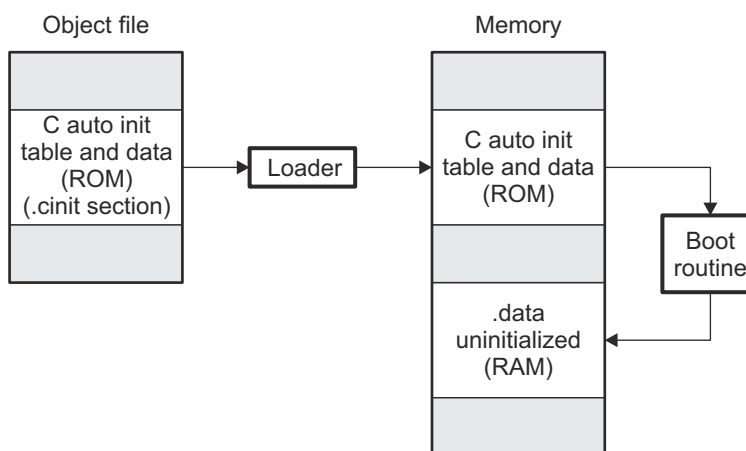 Object file
C auto init
table and data
(ROM)
(.cinit section)
Loader
Memory
C auto init
table and data
(ROM)
.data
uninitialized
(RAM)
Boot
routine